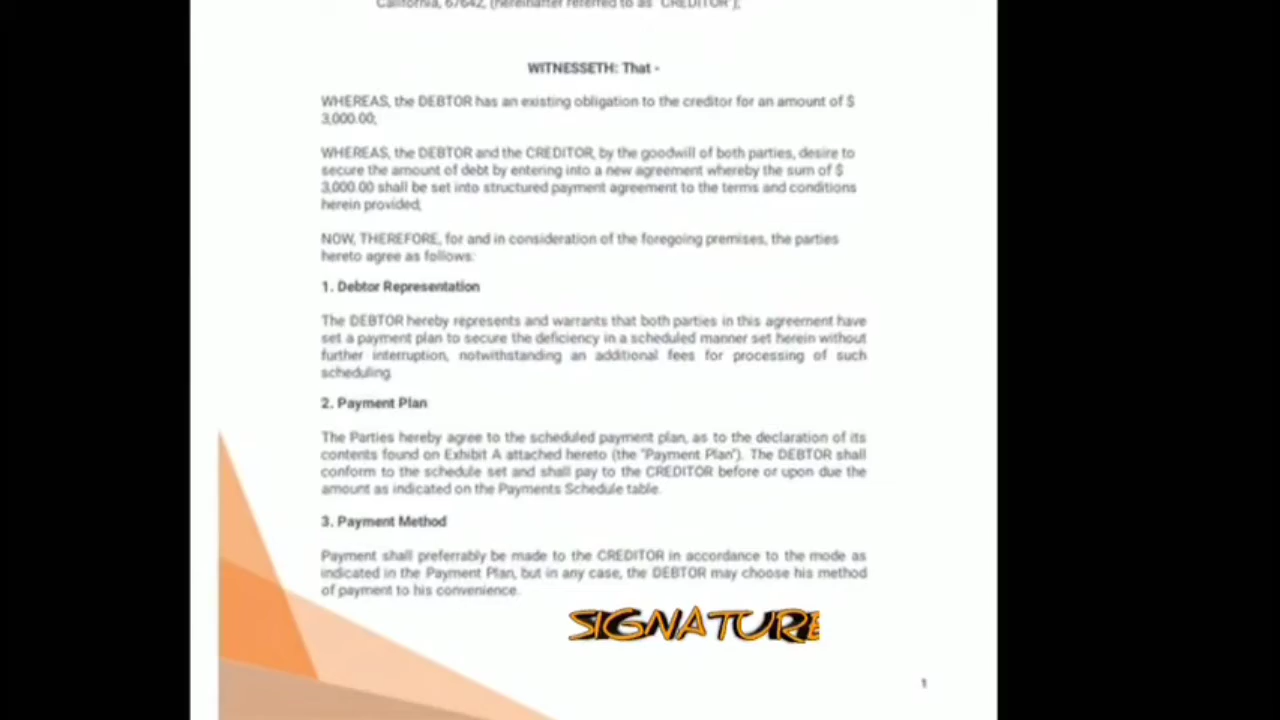 California, 67642, (hereinafter referred to as "CREDITOR");
WITNESSETH: That -
WHEREAS, the DEBTOR has an existing obligation to the creditor for an amount of $
3,000.00;
WHEREAS, the DEBTOR and the CREDITOR, by the goodwill of both parties, desire to
secure the amount of debt by entering into a new agreement whereby the sum of $
3,000.00 shall be set into structured payment agreement to the terms and conditions
herein provided;
NOW, THEREFORE, for and in consideration of the foregoing premises, the parties
hereto agree as follows:
1. Debtor Representation
The DEBTOR hereby represents and warrants that both parties in this agreement have
set a payment plan to secure the deficiency in a scheduled manner set herein without
further interruption, notwithstanding an additional fees for processing of such
scheduling.
2. Payment Plan
The Parties hereby agree to the scheduled payment plan, as to the declaration of its
contents found on Exhibit A attached hereto (the "Payment Plan"). The DEBTOR shall
conform to the schedule set and shall pay to the CREDITOR before or upon due the
amount as indicated on the Payments Schedule table.
3. Payment Method
Payment shall preferrably be made to the CREDITOR in accordance to the mode as
indicated in the Payment Plan, but in any case, the DEBTOR may choose his method
of payment to his convenience.
SIGNATURE
1